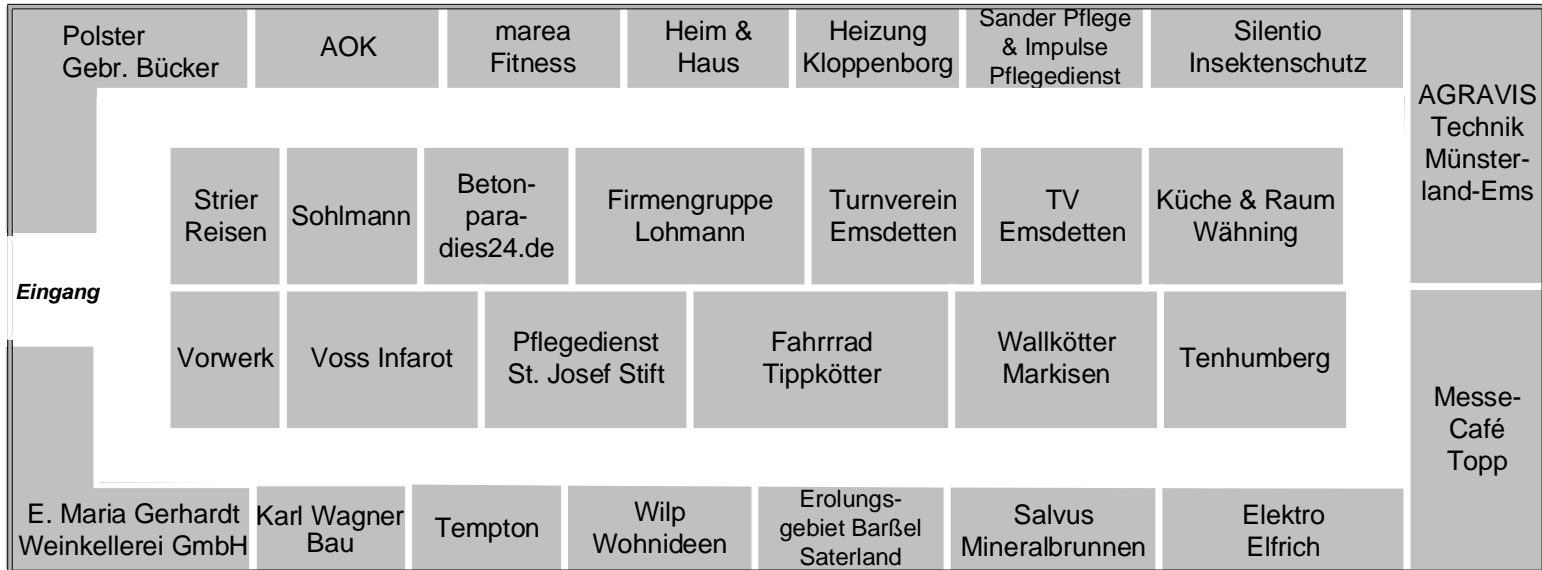 Polster
Gebr. Bücker
AOK
marea
Fitness
Heim &
Haus
Heizung
Kloppenborg
Sander Pflege
& Impulse
Pflegedienst
Silentio
Insektenschutz
AGRAVIS
Technik
Münster-
land-Ems
Strier
Reisen
Sohlmann
Beton-
para-
dies24.de
Firmengruppe
Lohmann
Turnverein
Emsdetten
TV
Emsdetten
Küche & Raum
Wähning
Eingang
Vorwerk
Voss Infarot
Pflegedienst
St. Josef Stift
Fahrrrad
Tippkötter
Wallkötter
Markisen
Tenhumberg
Messe-
Café
Topp
E. Maria Gerhardt
Weinkellerei GmbH
Karl Wagner
Bau
Tempton
Wilp
Wohnideen
Erolungs-
gebiet Barßel
Saterland
Salvus
Mineralbrunnen
Elektro
Elfrich